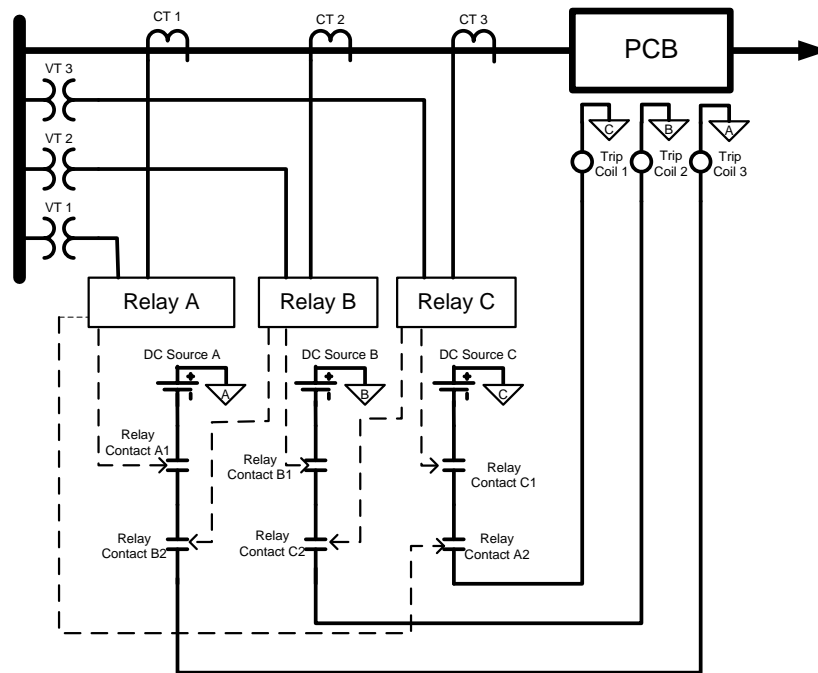 CT 1
CT 2
CT 3
PCB
VT 3
VT 2
VT 1
C
B
A
Trip
Coil 1
Trip
Coil 2
Trip
Coil 3
Relay A
Relay B
Relay C
DC Source A
DC Source B
DC Source C
+
+
+
A
B
C
Relay
Contact A1
Relay
Contact B1
Relay
Contact C1
Relay
Contact B2
Relay
Contact C2
Relay
Contact A2